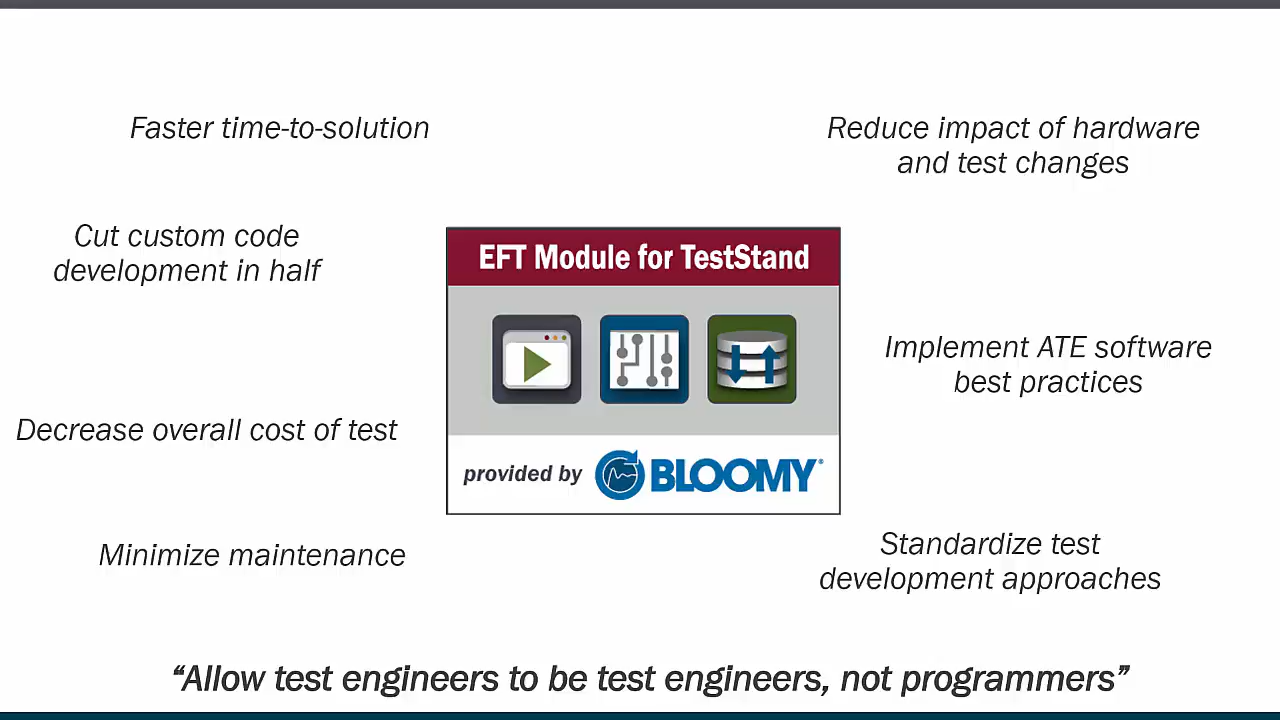 Faster time-to-solution
Reduce impact of hardware
and test changes
Cut custom code
development in half
EFT Module for TestStand
Implement ATE software
best practices
Decrease overall cost of test
provided by BLOOMY®
Minimize maintenance
Standardize test
development approaches
“Allow test engineers to be test engineers, not programmers”